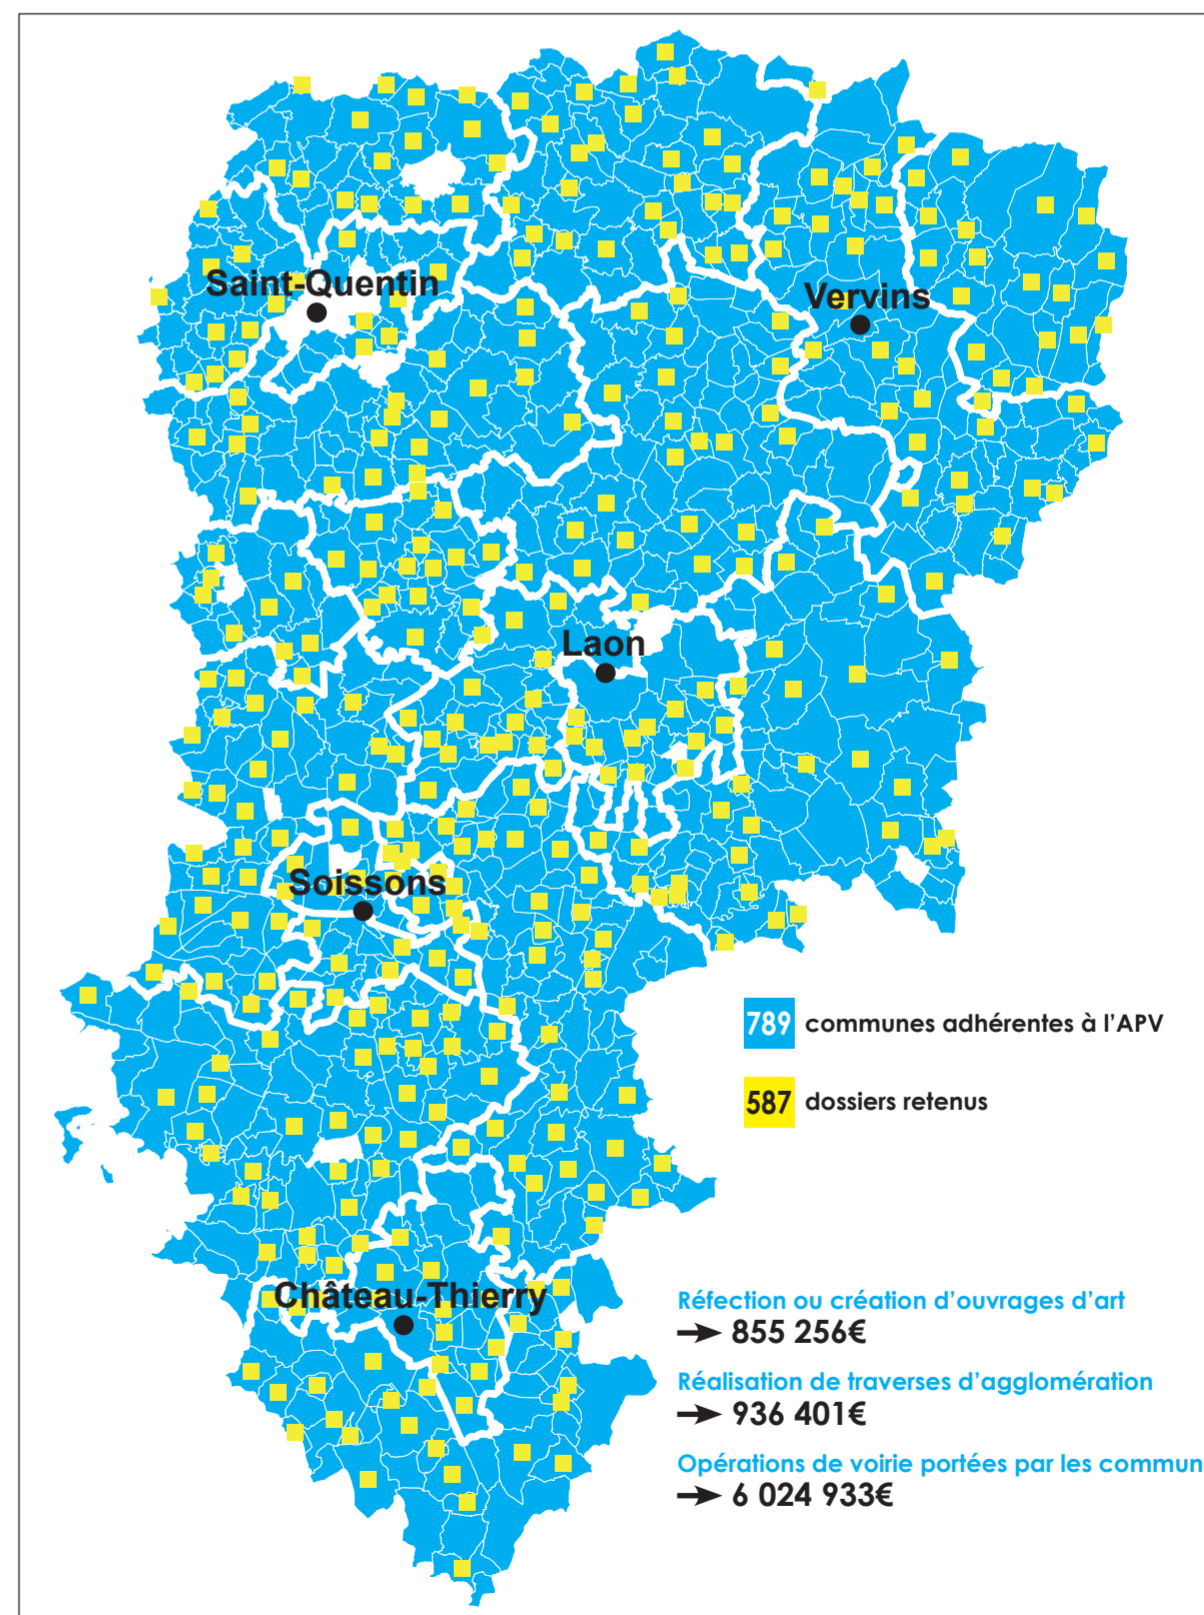 Saint-Quentin
Vervins
Laon
Soissons
789 communes adhérentes à l’APV
587 dossiers retenus
Château-Thierry
Réfection ou création d’ouvrages d’art
→ 855 256€
Réalisation de traverses d’agglomération
→ 936 401€
Opérations de voirie portées par les commun
→ 6 024 933€